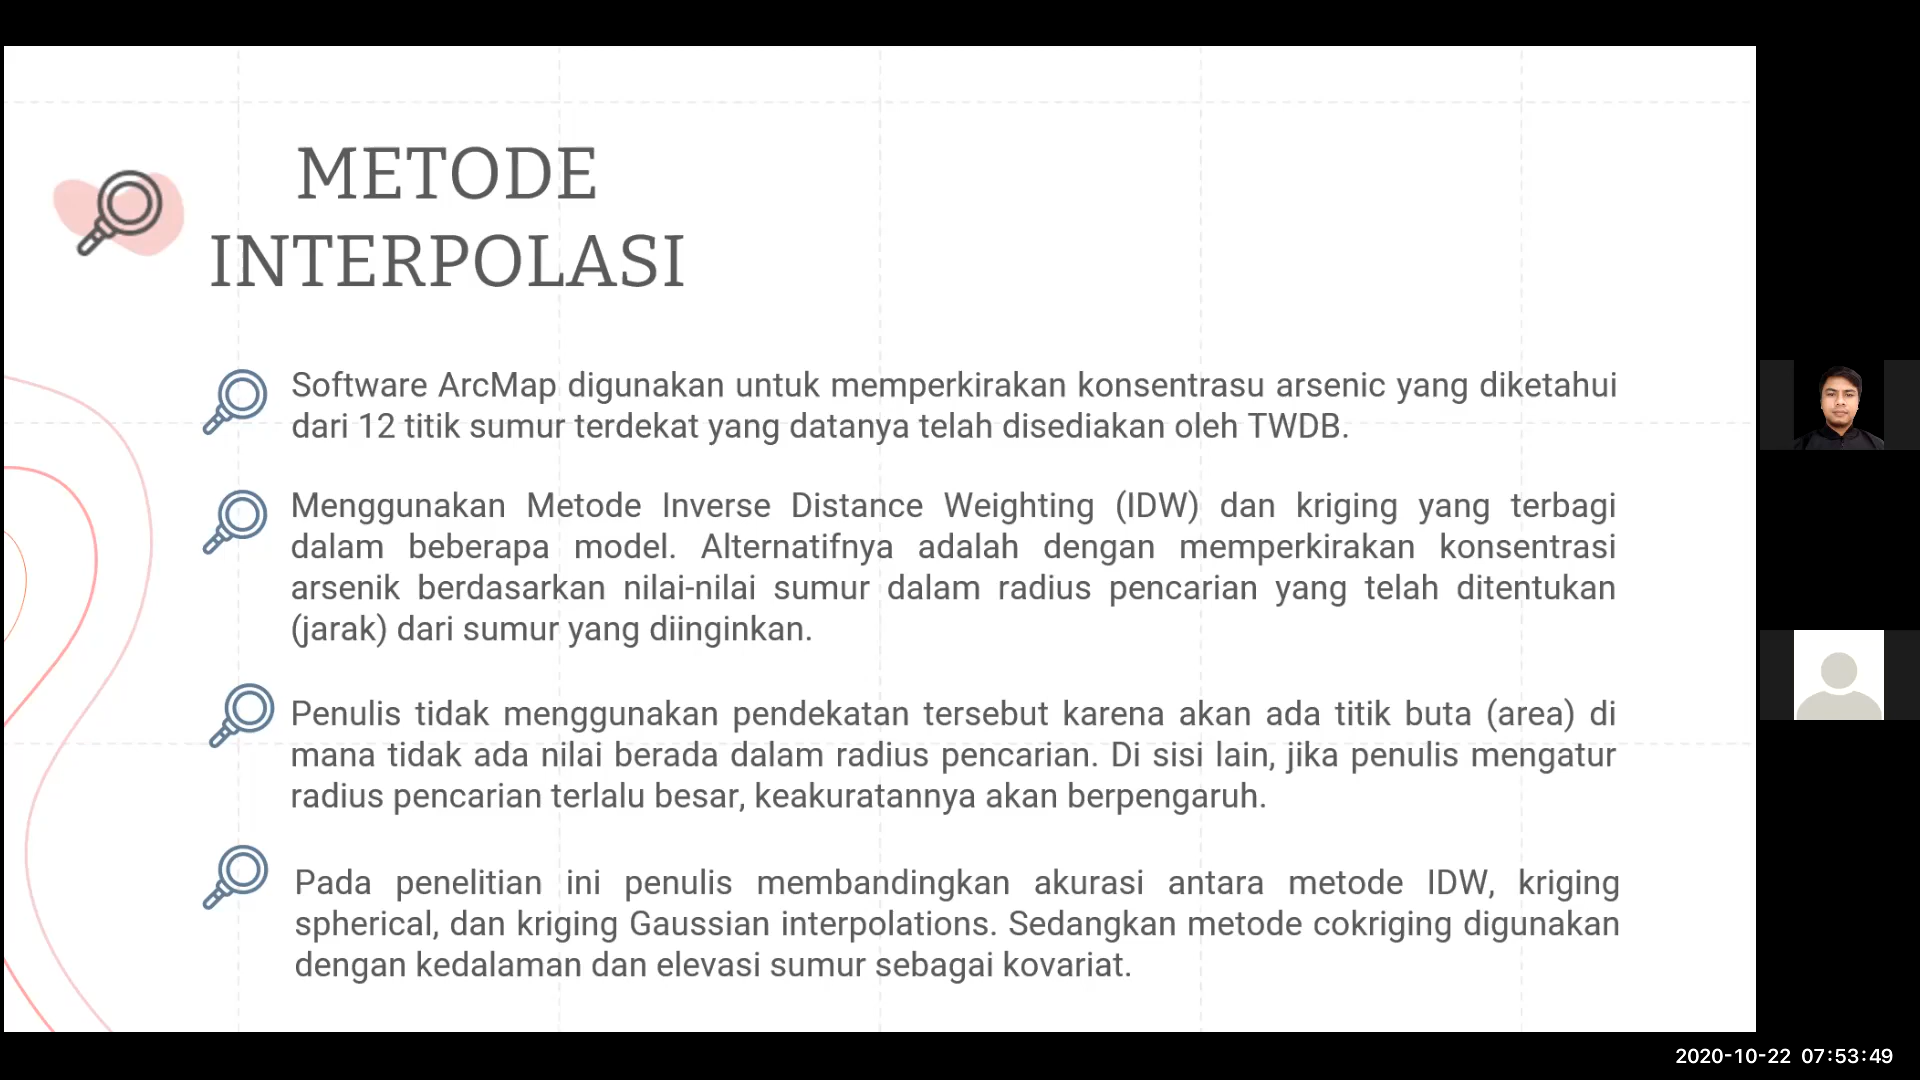 METODE
INTERPOLASI
Software ArcMap digunakan untuk memperkirakan konsentrasu arsenic yang diketahui
dari 12 titik sumur terdekat yang datanya telah disediakan oleh TWDB.
Menggunakan Metode Inverse Distance Weighting (IDW) dan kriging yang terbagi
dalam beberapa model. Alternatifnya adalah dengan memperkirakan konsentrasi
arsenik berdasarkan nilai-nilai sumur dalam radius pencarian yang telah ditentukan
(jarak) dari sumur yang diinginkan.
Penulis tidak menggunakan pendekatan tersebut karena akan ada titik buta (area) di
mana tidak ada nilai berada dalam radius pencarian. Di sisi lain, jika penulis mengatur
radius pencarian terlalu besar, keakuratannya akan berpengaruh.
Pada penelitian ini penulis membandingkan akurasi antara metode IDW, kriging
spherical, dan kriging Gaussian interpolations. Sedangkan metode cokriging digunakan
dengan kedalaman dan elevasi sumur sebagai kovariat.
2020-10-22 07:53:49